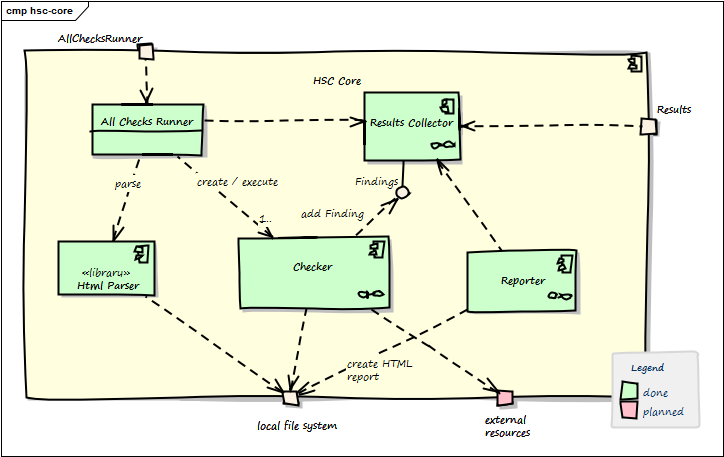 cmp hsc-core
AllChecksRunner
HSC Core
All Checks Runner
Results Collector
Results
parse
create / execute
Findings
add Finding
1..
«library»
Html Parser
Checker
Reporter
create HTML
report
local file system
external
resources
Legend
done
planned